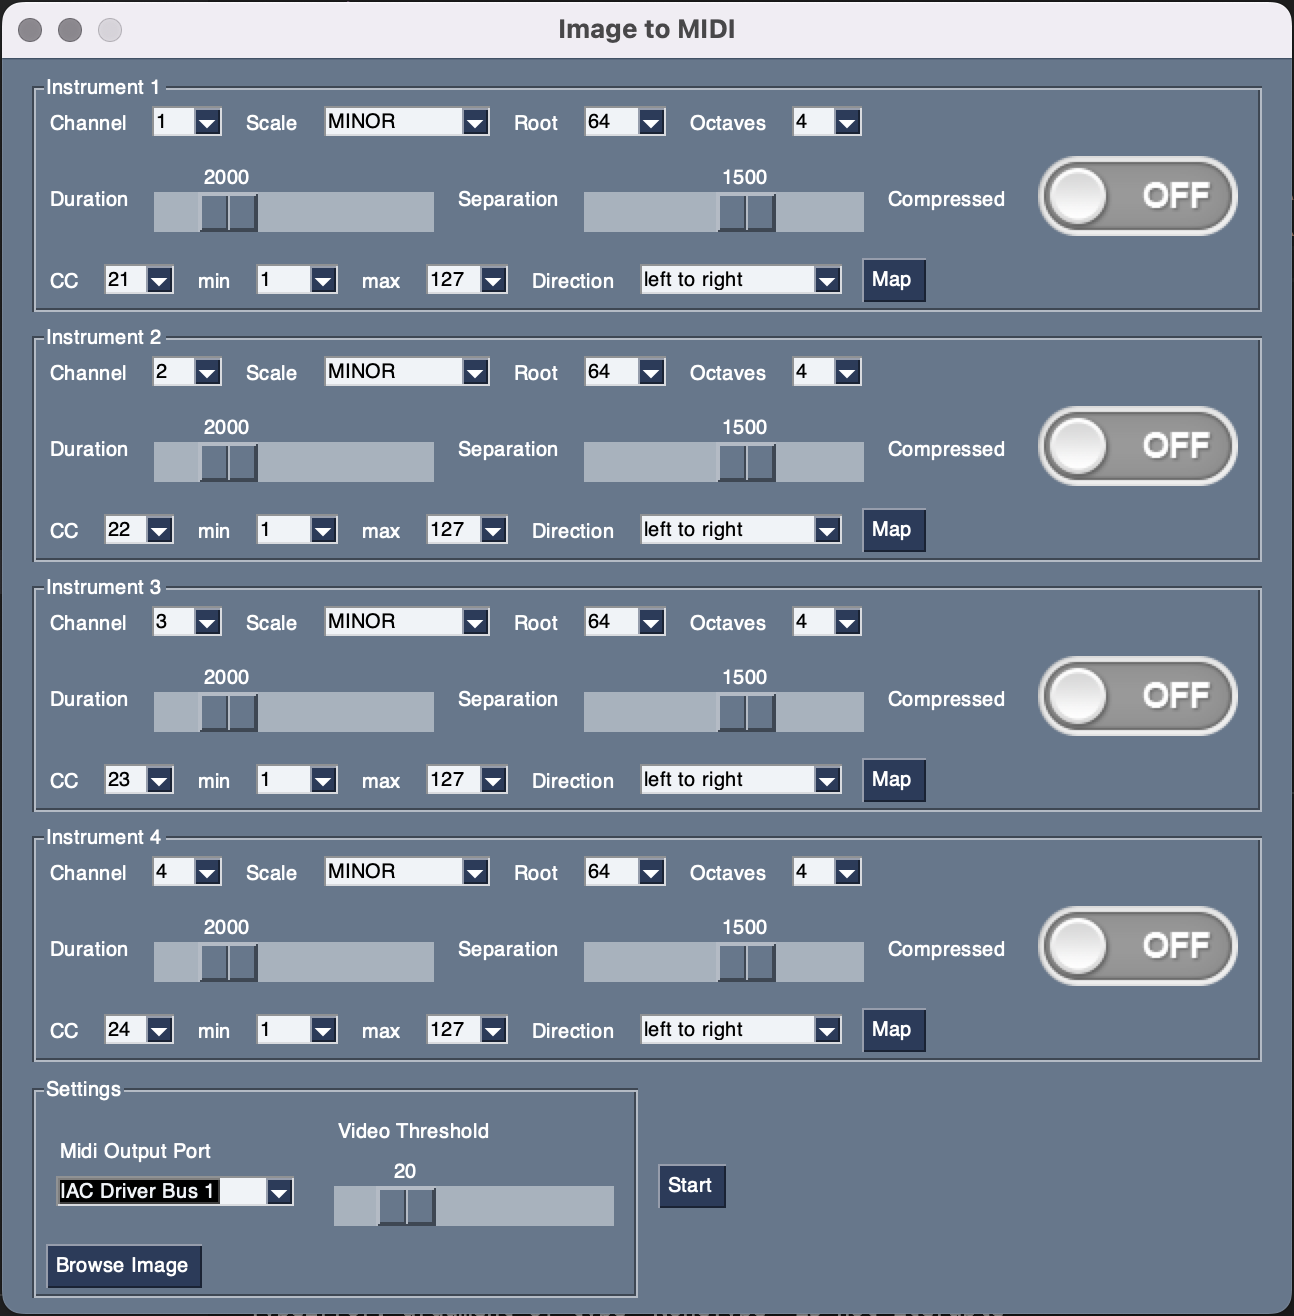 Image to MIDI
Instrument 1
Channel 1 Scale MINOR Root 64 Octaves 4
2000 1500
Duration Separation Compressed OFF
CC 21 min 1 max 127 Direction left to right Map
Instrument 2
Channel 2 Scale MINOR Root 64 Octaves 4
2000 1500
Duration Separation Compressed OFF
CC 22 min 1 max 127 Direction left to right Map
Instrument 3
Channel 3 Scale MINOR Root 64 Octaves 4
2000 1500
Duration Separation Compressed OFF
CC 23 min 1 max 127 Direction left to right Map
Instrument 4
Channel 4 Scale MINOR Root 64 Octaves 4
2000 1500
Duration Separation Compressed OFF
CC 24 min 1 max 127 Direction left to right Map
Settings
Video Threshold
Midi Output Port
20
IAC Driver Bus 1
Start
Browse Image